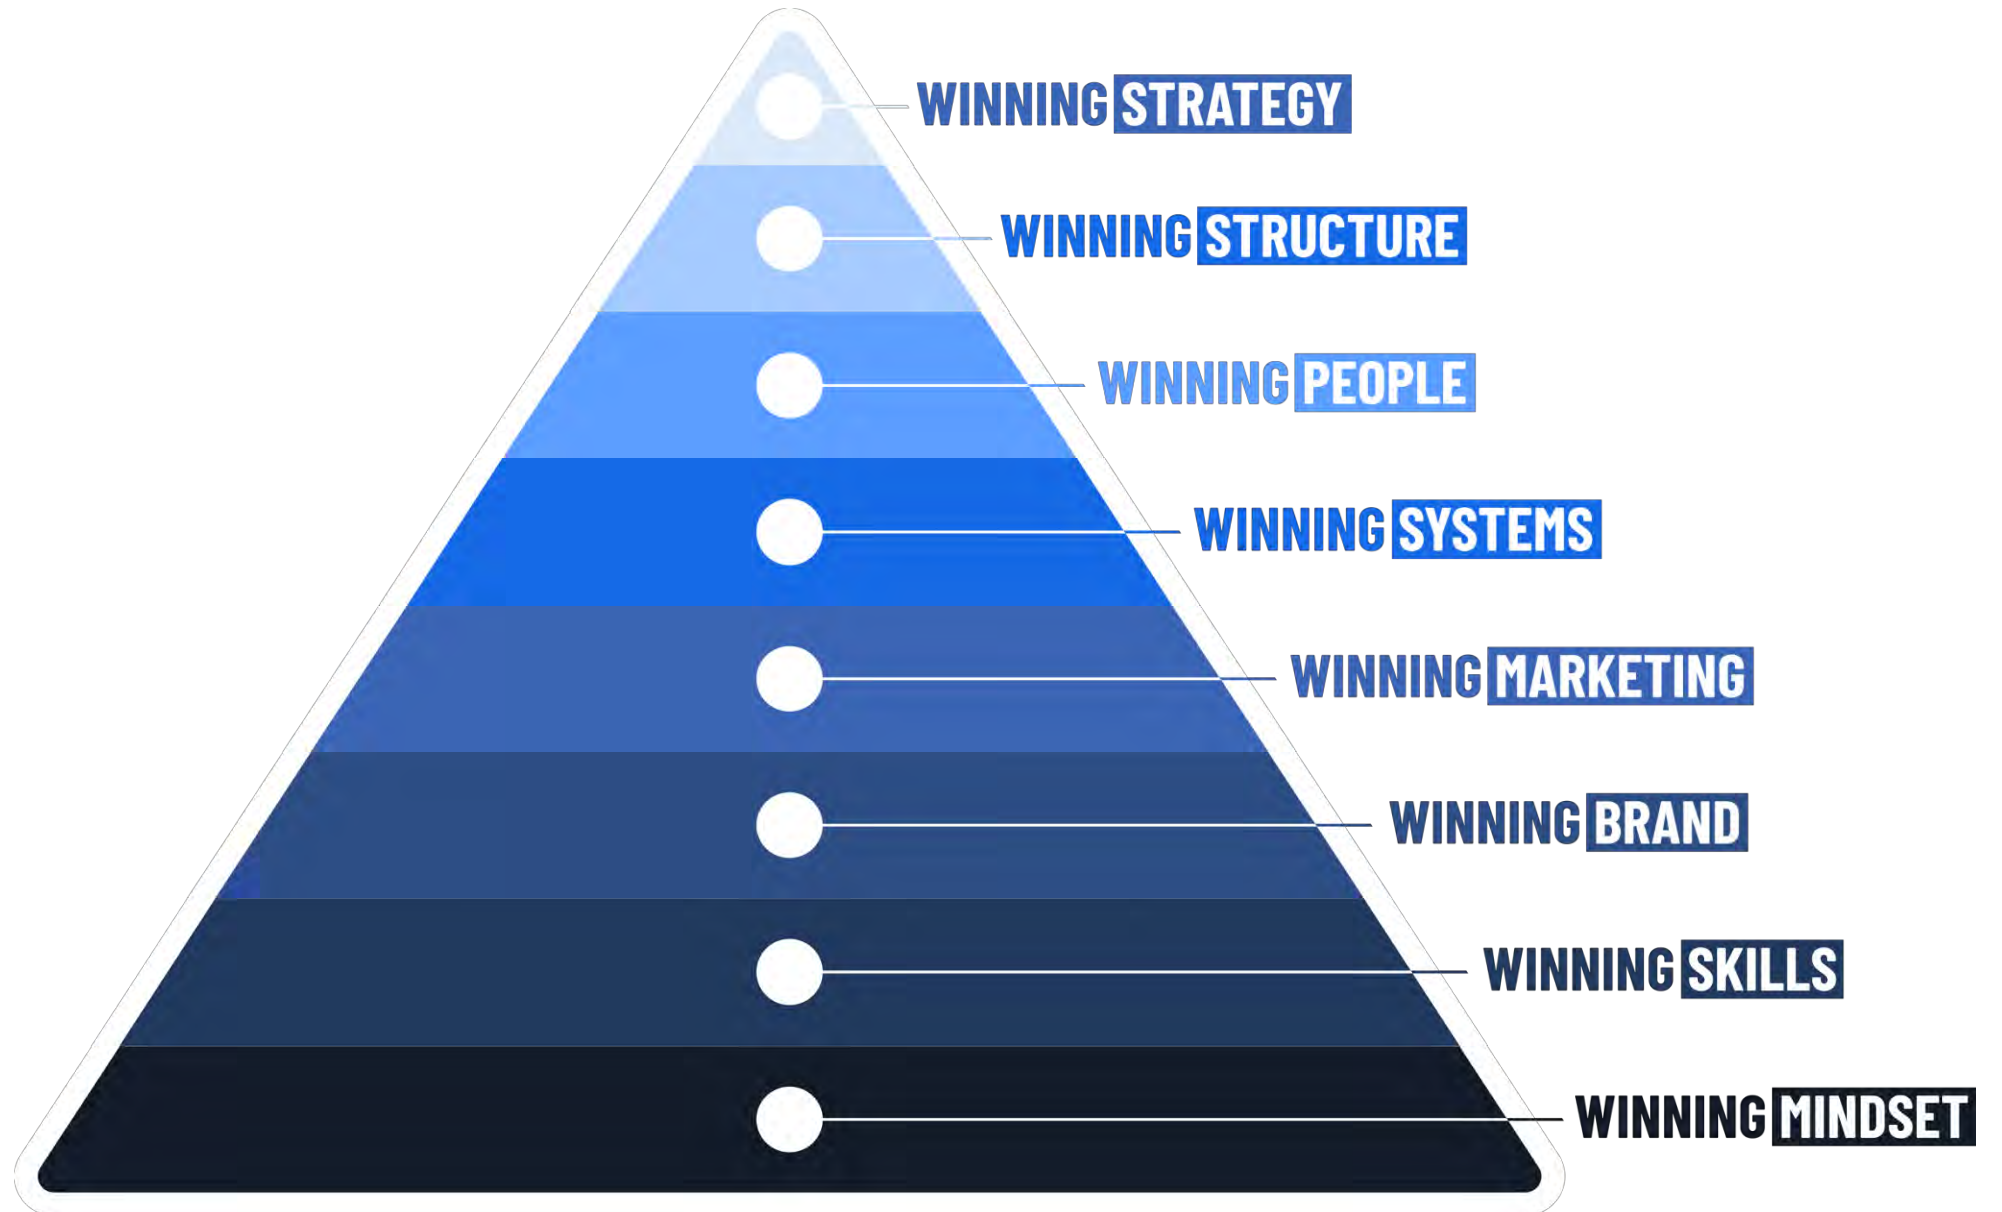 WINNING STRATEGY
WINNING STRUCTURE
WINNING PEOPLE
WINNING SYSTEMS
WINNING MARKETING
WINNING BRAND
WINNING SKILLS
WINNING MINDSET